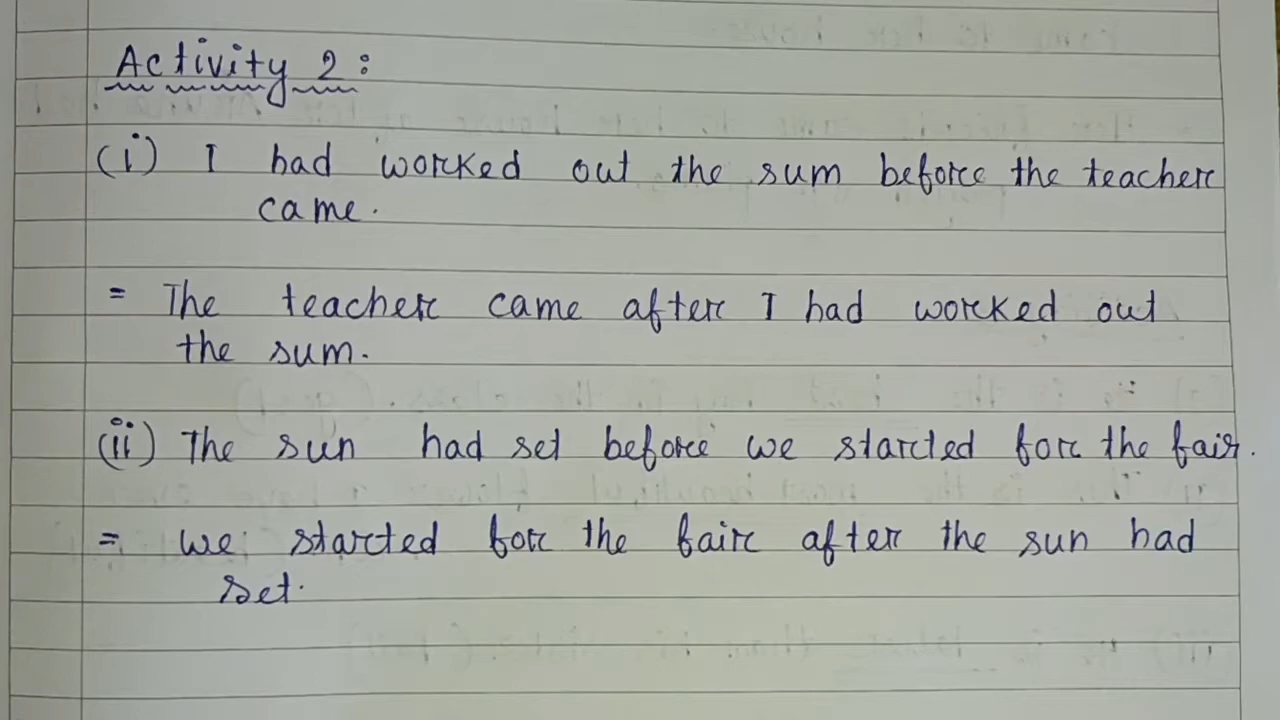 Activity 2:
(i) I had worked out the sum before the teacher
came.
= The teacher came after I had worked out
the sum.
(ii) The sun had set before we started for the fair.
= we started for the fair after the sun had
set.